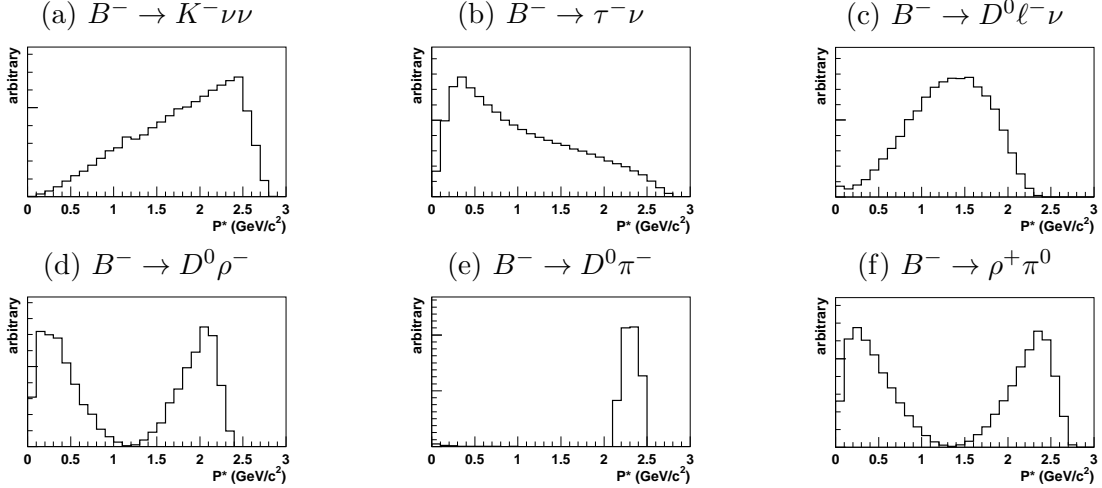 (a) B⁻ → K⁻νν
(b) B⁻ → τ⁻ν
(c) B⁻ → D⁰ℓ⁻ν
arbitrary
0 0.5 1 1.5 2 2.5 3
P* (GeV/c²)
arbitrary
0 0.5 1 1.5 2 2.5 3
P* (GeV/c²)
arbitrary
0 0.5 1 1.5 2 2.5 3
P* (GeV/c²)
(d) B⁻ → D⁰ρ⁻
(e) B⁻ → D⁰π⁻
(f) B⁻ → ρ⁺π⁰
arbitrary
0 0.5 1 1.5 2 2.5 3
P* (GeV/c²)
arbitrary
0 0.5 1 1.5 2 2.5 3
P* (GeV/c²)
arbitrary
0 0.5 1 1.5 2 2.5 3
P* (GeV/c²)